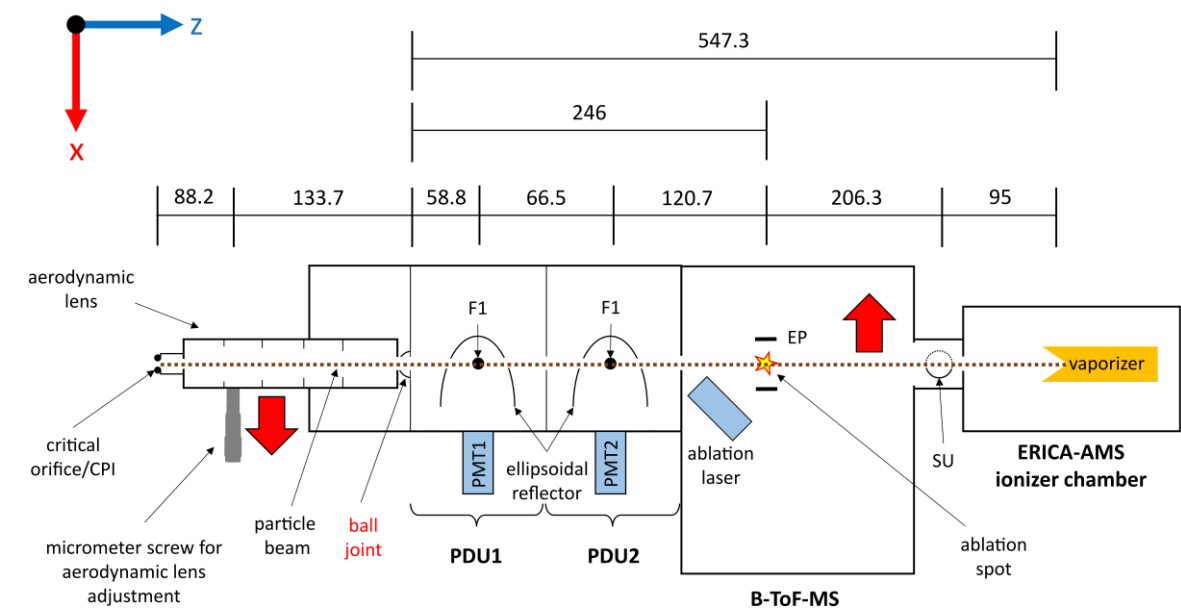 Z
X
547.3
246
88.2
133.7
58.8
66.5
120.7
206.3
95
aerodynamic
lens
F1
F1
EP
vaporizer
critical
orifice/CPI
PMT1
PMT2
ellipsoidal
reflector
ablation
laser
SU
ERICA-AMS
ionizer chamber
micrometer screw for
aerodynamic lens
adjustment
particle
beam
ball
joint
PDU1
PDU2
ablation
spot
B-ToF-MS